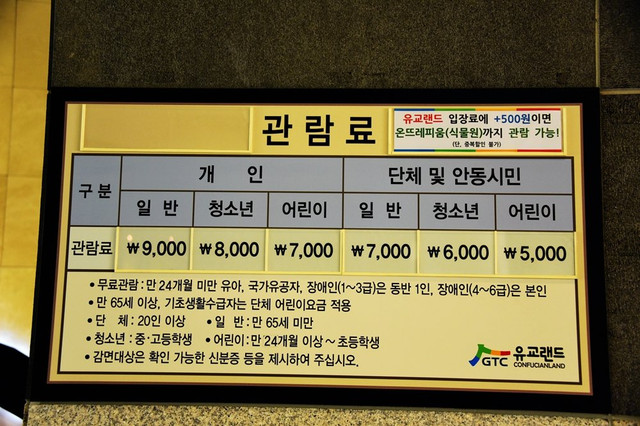 관람료
유교랜드 입장료에 +500원이면
온뜨레피움(식물원)까지 관람 가능!
(단, 중복할인 불가)
구분 개인 단체 및 안동시민
일반 청소년 어린이 일반 청소년 어린이
관람료 ₩9,000 ₩8,000 ₩7,000 ₩7,000 ₩6,000 ₩5,000
• 무료관람 : 만 24개월 미만 유아, 국가유공자, 장애인(1~3급)은 동반 1인, 장애인(4~6급)은 본인
• 만 65세 이상, 기초생활수급자는 단체 어린이요금 적용
• 단 체 : 20인 이상 • 일 반 : 만 65세 미만
• 청소년 : 중·고등학생 • 어린이 : 만 24개월 이상 ~ 초등학생
• 감면대상은 확인 가능한 신분증 등을 제시하여 주십시오.
GTC 유교랜드
CONFUCIANLAND